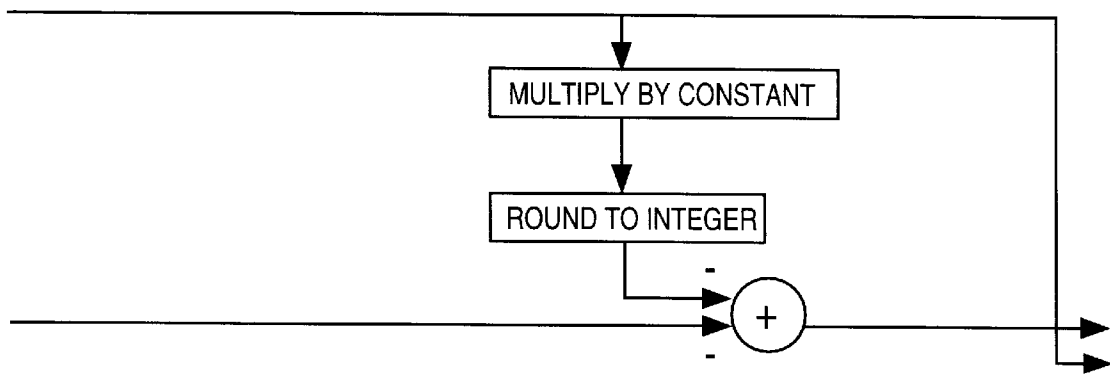 MULTIPLY BY CONSTANT
ROUND TO INTEGER
-
+
-